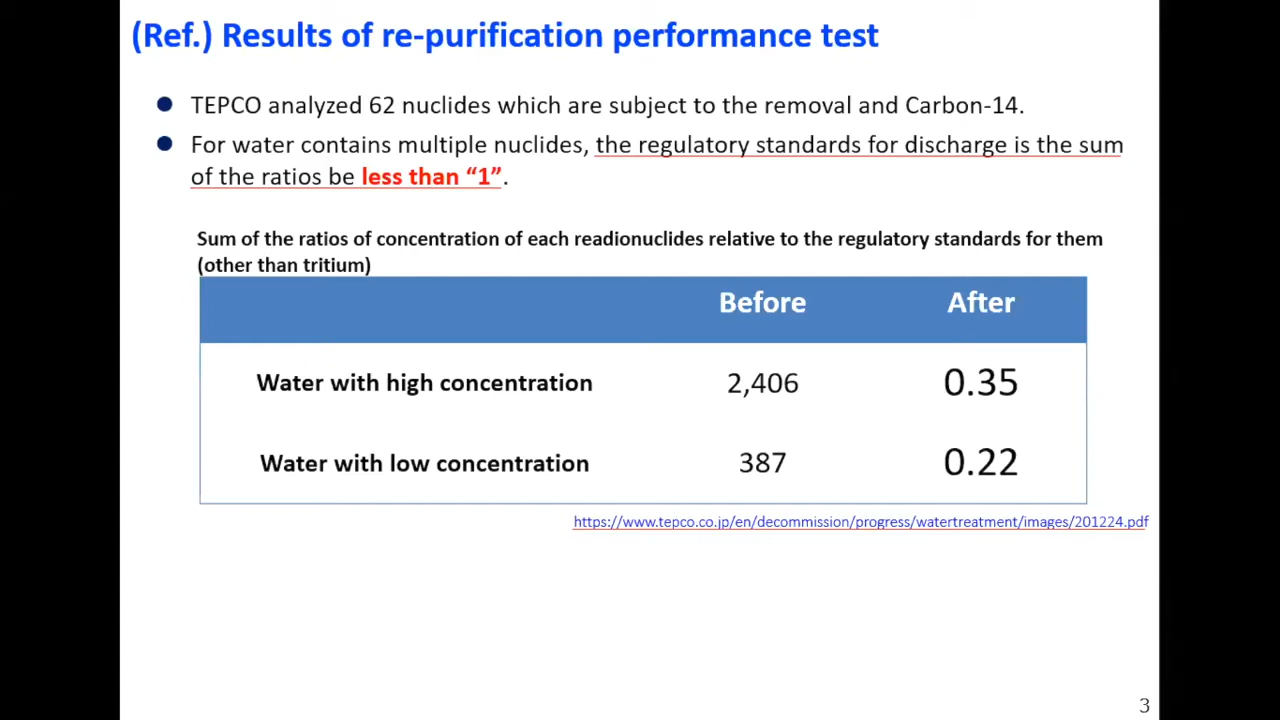 (Ref.) Results of re-purification performance test
● TEPCO analyzed 62 nuclides which are subject to the removal and Carbon-14.
● For water contains multiple nuclides, the regulatory standards for discharge is the sum
of the ratios be less than “1”.
Sum of the ratios of concentration of each readionuclides relative to the regulatory standards for them
(other than tritium)
Before After
Water with high concentration 2,406 0.35
Water with low concentration 387 0.22
https://www.tepco.co.jp/en/decommission/progress/watertreatment/images/201224.pdf
3